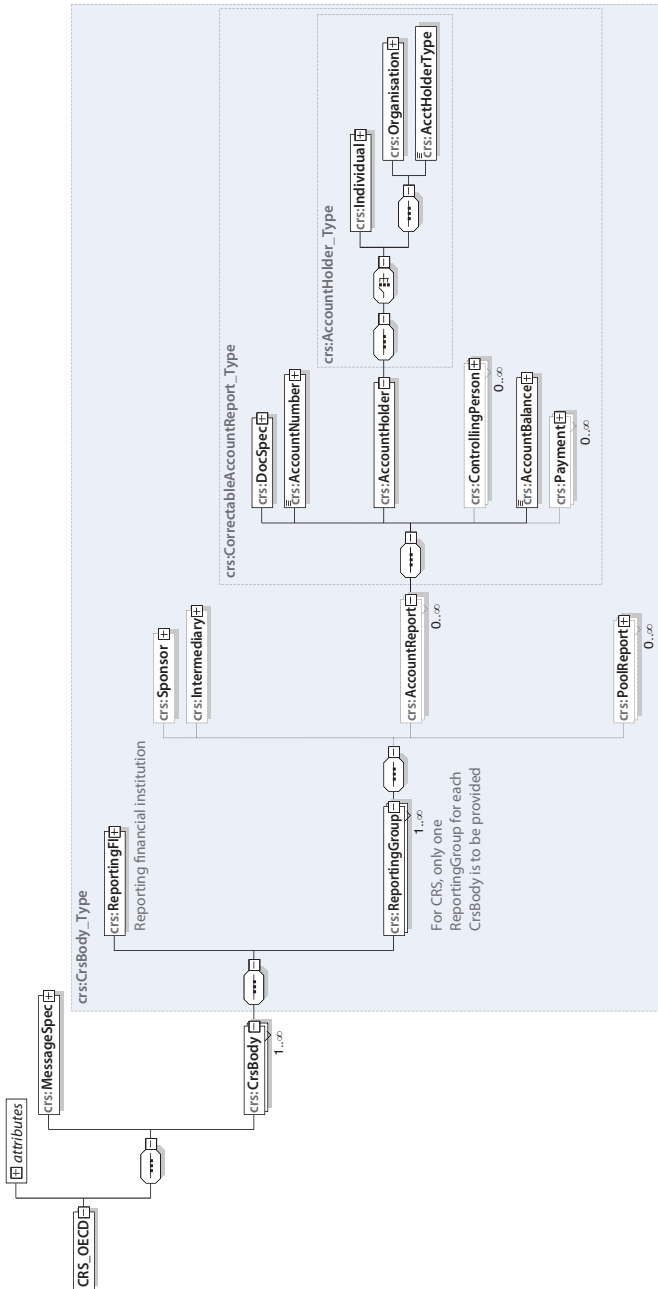 CRS_OECD
attributes
crs:MessageSpec
crs:CrsBody
1..∞
crs:CrsBody_Type
crs:ReportingFI
Reporting financial institution
crs:ReportingGroup
1..∞
For CRS, only one
ReportingGroup for each
CrsBody is to be provided
crs:Sponsor
crs:Intermediary
crs:AccountReport
0..∞
crs:PoolReport
0..∞
crs:CorrectableAccountReport_Type
crs:DocSpec
crs:AccountNumber
crs:AccountHolder
crs:ControllingPerson
0..∞
crs:AccountBalance
crs:Payment
0..∞
crs:AccountHolder_Type
crs:Individual
crs:Organisation
crs:AcctHolderType